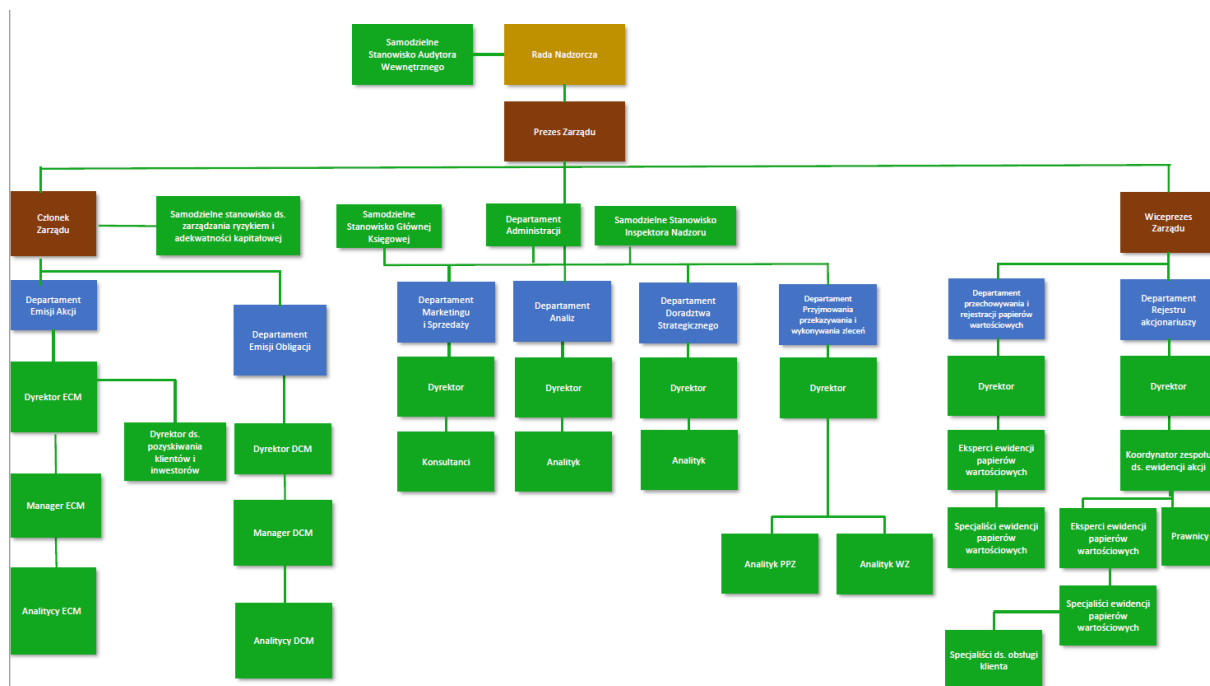 Samodzielne
Stanowisko Audytora
Wewnętrznego
Rada Nadzorcza
Prezes Zarządu
Członek
Zarządu
Samodzielne stanowisko ds.
zarządzania ryzykiem i
adekwatności kapitałowej
Samodzielne
Stanowisko Głównej
Księgowej
Departament
Administracji
Samodzielne Stanowisko
Inspektora Nadzoru
Wiceprezes
Zarządu
Departament
Emisji Akcji
Departament
Emisji Obligacji
Departament
Marketingu
i Sprzedaży
Departament
Analiz
Departament
Doradztwa
Strategicznego
Departament
Przyjmowania
przekazywania i
wykonywania zleceń
Departament
przechowywania i
rejestracji papierów
wartościowych
Departament
Rejestru
akcjonariuszy
Dyrektor ECM
Dyrektor ds.
pozyskiwania
klientów i
inwestorów
Dyrektor DCM
Dyrektor
Dyrektor
Dyrektor
Dyrektor
Dyrektor
Dyrektor
Konsultanci
Analityk
Analityk
Eksperci ewidencji
papierów
wartościowych
Koordynator zespołu
ds. ewidencji akcji
Manager ECM
Manager DCM
Analityk PPZ
Analityk WZ
Specjaliści ewidencji
papierów
wartościowych
Eksperci ewidencji
papierów
wartościowych
Prawnicy
Analitycy ECM
Analitycy DCM
Specjaliści ewidencji
papierów
wartościowych
Specjaliści ds. obsługi
klienta